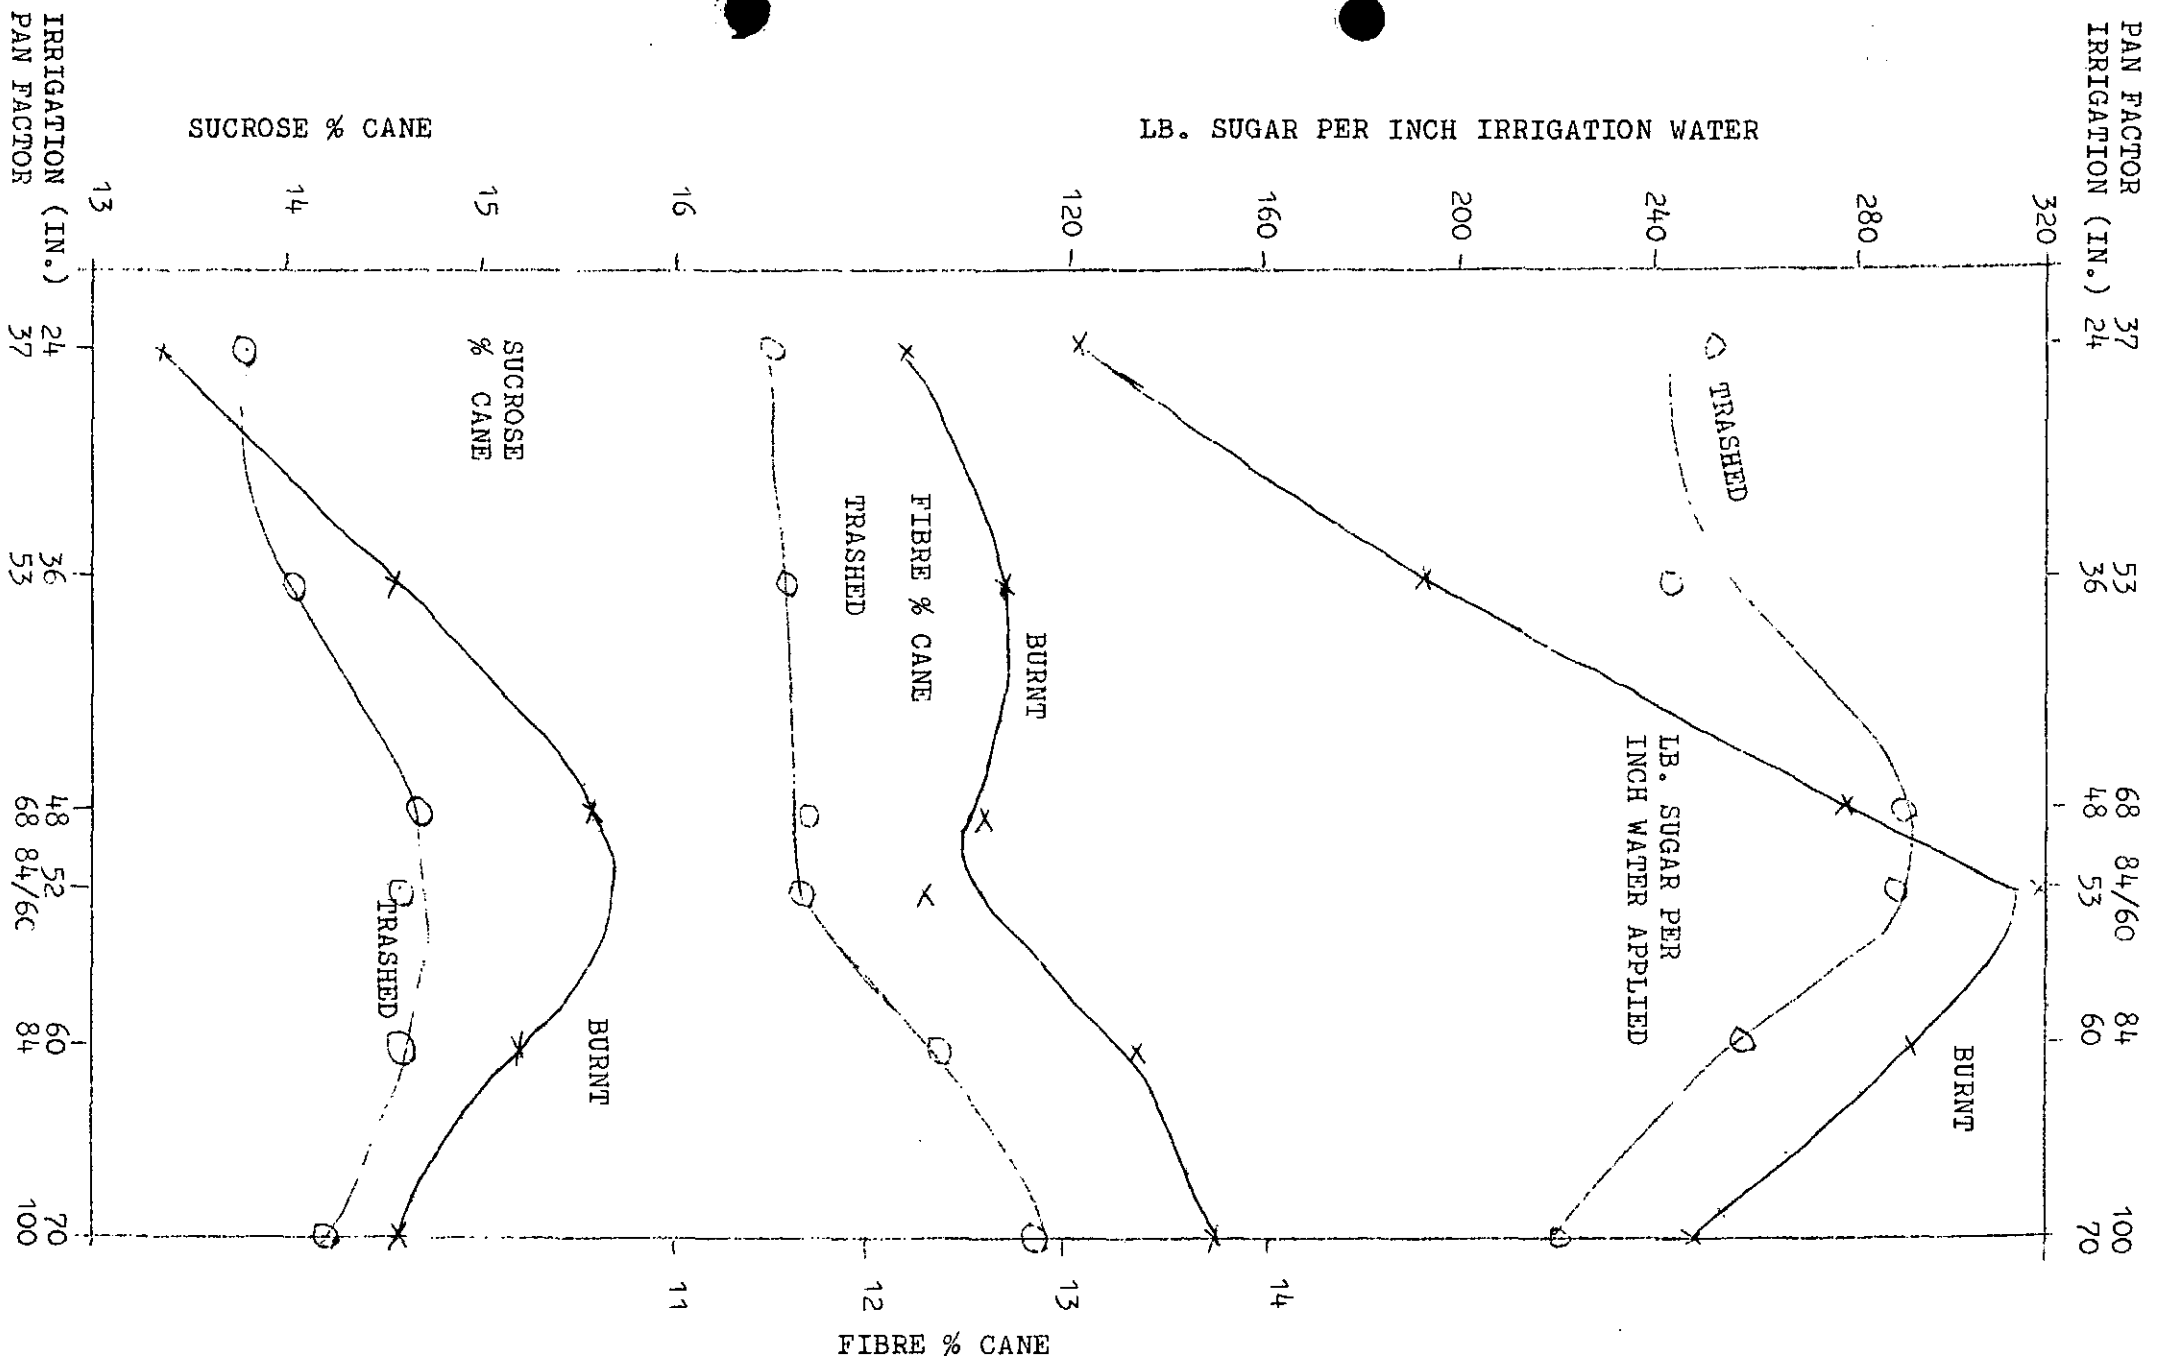 PAN FACTOR 37 53 68 84/60 84 100
IRRIGATION (IN.) 24 36 48 53 60 70
320
280
240
200
160
120
LB. SUGAR PER INCH IRRIGATION WATER
TRASHED
BURNT
LB. SUGAR PER
INCH WATER APPLIED
BURNT
FIBRE % CANE
TRASHED
14
13
12
11
FIBRE % CANE
16
15
14
13
SUCROSE % CANE
SUCROSE
% CANE
BURNT
TRASHED
IRRIGATION (IN.) 24 36 48 52 60 70
PAN FACTOR 37 53 68 84/60 84 100